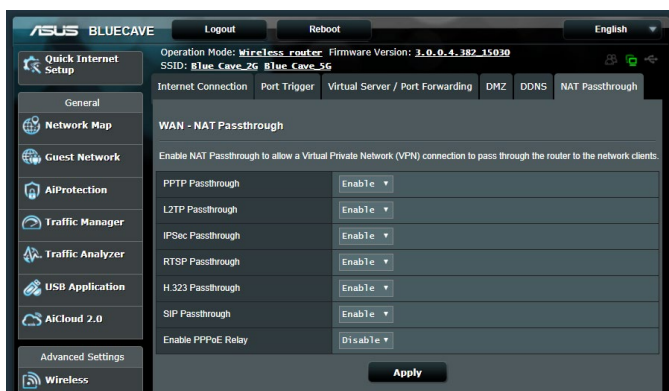 ASUS BLUECAVE
Logout
Reboot
English
Quick Internet Setup
Operation Mode: Wireless router Firmware Version: 3.0.0.4.382_15030
SSID: Blue Cave_2G Blue Cave_5G
General
Network Map
Guest Network
AiProtection
Traffic Manager
Traffic Analyzer
USB Application
AiCloud 2.0
Advanced Settings
Wireless
Internet Connection
Port Trigger
Virtual Server / Port Forwarding
DMZ
DDNS
NAT Passthrough
WAN - NAT Passthrough
Enable NAT Passthrough to allow a Virtual Private Network (VPN) connection to pass through the router to the network clients.
PPTP Passthrough Enable
L2TP Passthrough Enable
IPSec Passthrough Enable
RTSP Passthrough Enable
H.323 Passthrough Enable
SIP Passthrough Enable
Enable PPPoE Relay Disable
Apply